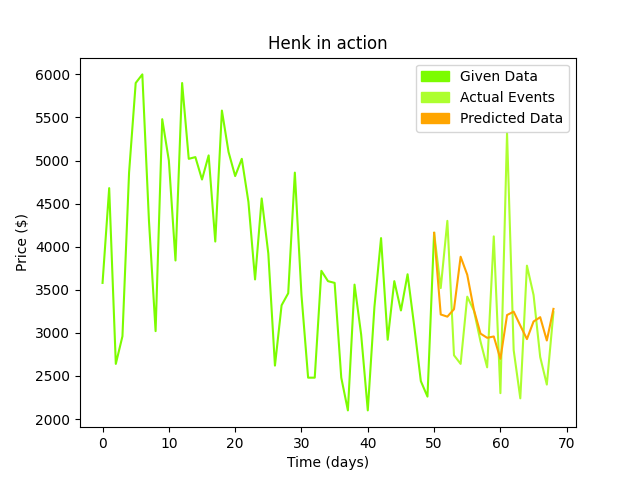 Henk in action
Given Data
Actual Events
Predicted Data
Price ($)
6000
5500
5000
4500
4000
3500
3000
2500
2000
0 10 20 30 40 50 60 70
Time (days)